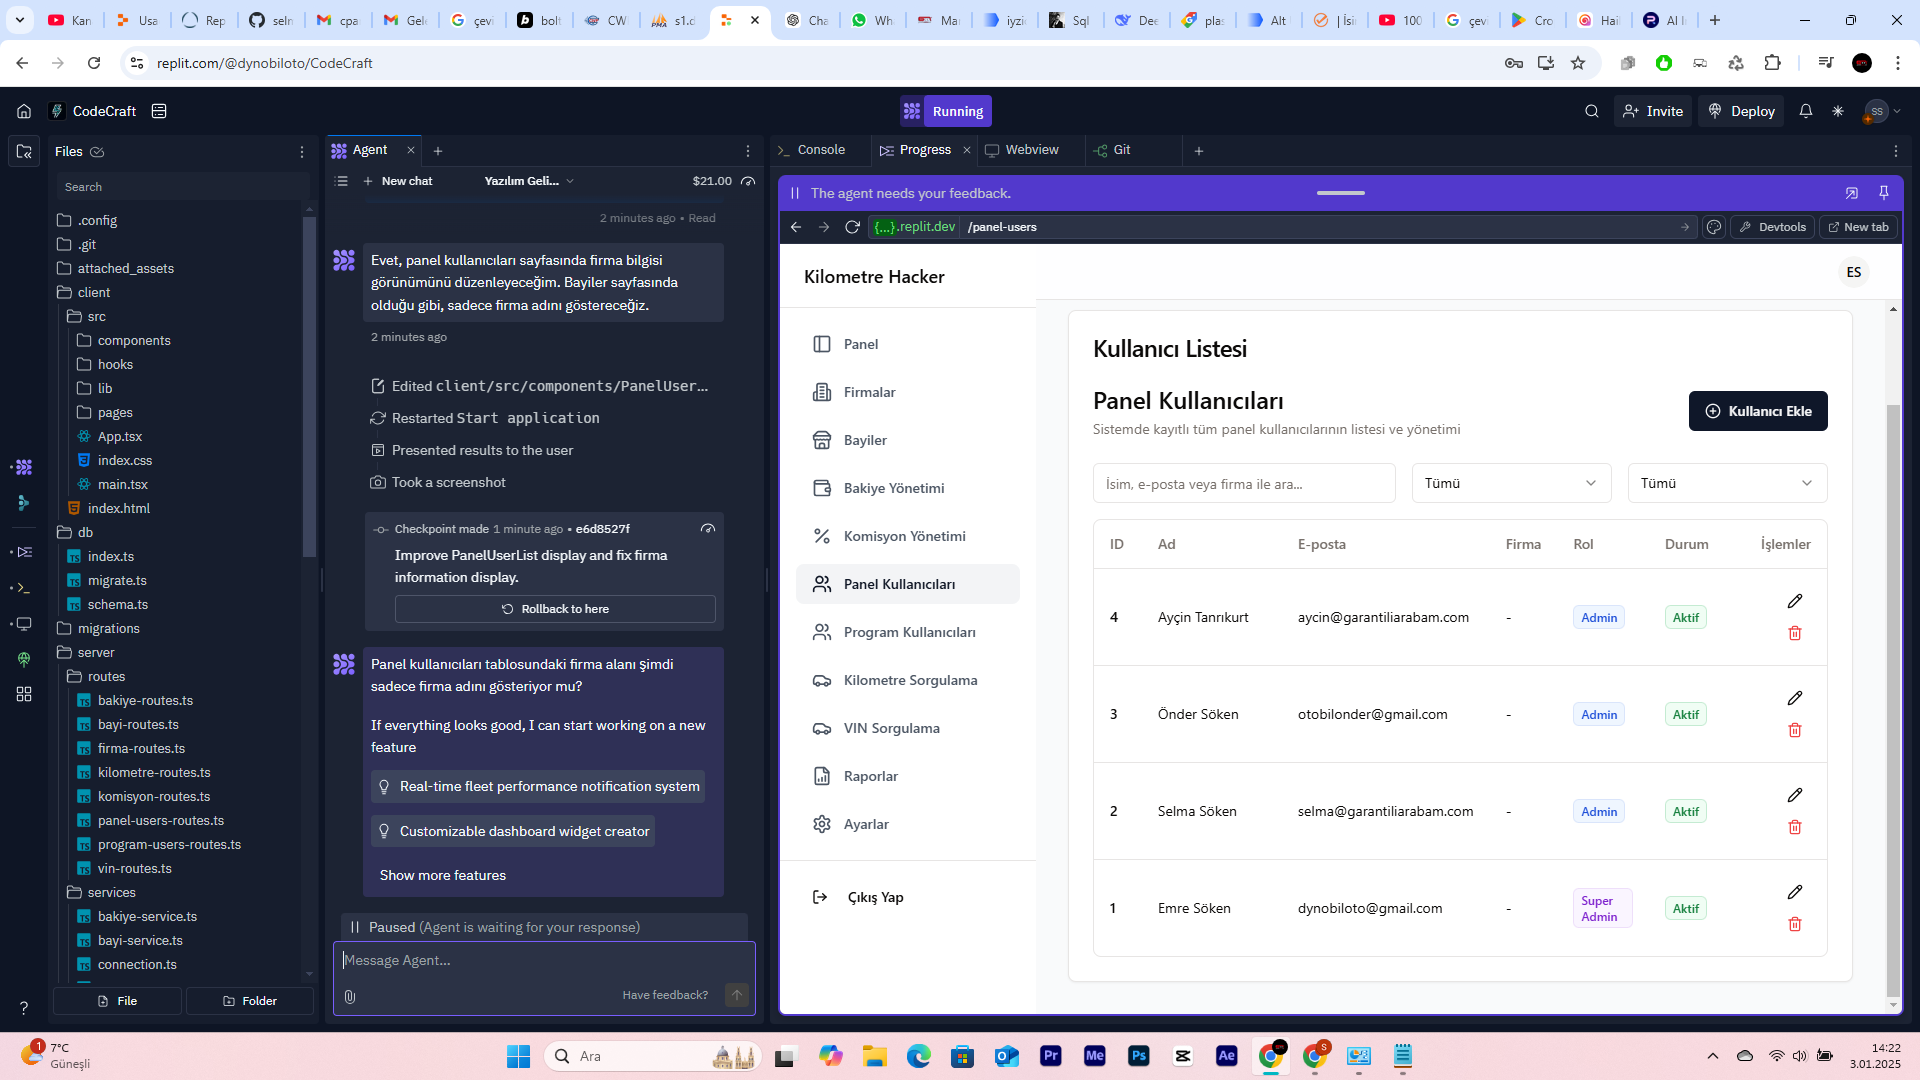 Kan
Usa
Rep
seln
cpa
Gele
çevi
bolt
CW
s1.d
Cha
Wh
Mar
iyzi
Sql
Dee
plas
Alt
| İsi
100
çevi
Cro
Hai
AI I
replit.com/@dynobiloto/CodeCraft
CodeCraft
Running
Invite
Deploy
SS
Files
Search
.config
.git
attached_assets
client
src
components
hooks
lib
pages
App.tsx
index.css
main.tsx
index.html
db
index.ts
migrate.ts
schema.ts
migrations
server
routes
bakiye-routes.ts
bayi-routes.ts
firma-routes.ts
kilometre-routes.ts
komisyon-routes.ts
panel-users-routes.ts
program-users-routes.ts
vin-routes.ts
services
bakiye-service.ts
bayi-service.ts
connection.ts
File
Folder
Agent
New chat
Yazılım Geli...
$21.00
2 minutes ago • Read
Evet, panel kullanıcıları sayfasında firma bilgisi
görünümünü düzenleyeceğim. Bayiler sayfasında
olduğu gibi, sadece firma adını göstereceğiz.
2 minutes ago
Edited client/src/components/PanelUser...
Restarted Start application
Presented results to the user
Took a screenshot
Checkpoint made 1 minute ago • e6d8527f
Improve PanelUserList display and fix firma
information display.
Rollback to here
Panel kullanıcıları tablosundaki firma alanı şimdi
sadece firma adını gösteriyor mu?
If everything looks good, I can start working on a new
feature
Real-time fleet performance notification system
Customizable dashboard widget creator
Show more features
Paused (Agent is waiting for your response)
Message Agent...
Have feedback?
Console
Progress
Webview
Git
The agent needs your feedback.
{...}.replit.dev
/panel-users
Devtools
New tab
Kilometre Hacker
ES
Panel
Firmalar
Bayiler
Bakiye Yönetimi
Komisyon Yönetimi
Panel Kullanıcıları
Program Kullanıcıları
Kilometre Sorgulama
VIN Sorgulama
Raporlar
Ayarlar
Çıkış Yap
Kullanıcı Listesi
Panel Kullanıcıları
Sistemde kayıtlı tüm panel kullanıcılarının listesi ve yönetimi
Kullanıcı Ekle
İsim, e-posta veya firma ile ara...
Tümü
Tümü
ID Ad E-posta Firma Rol Durum İşlemler
4 Ayçin Tanrıkurt aycin@garantiliarabam.com - Admin Aktif
3 Önder Söken otobilonder@gmail.com - Admin Aktif
2 Selma Söken selma@garantiliarabam.com - Admin Aktif
1 Emre Söken dynobiloto@gmail.com - Super Admin Aktif
1
7°C
Güneşli
Ara
Pr
Me
Ps
Ae
S
14:22
3.01.2025